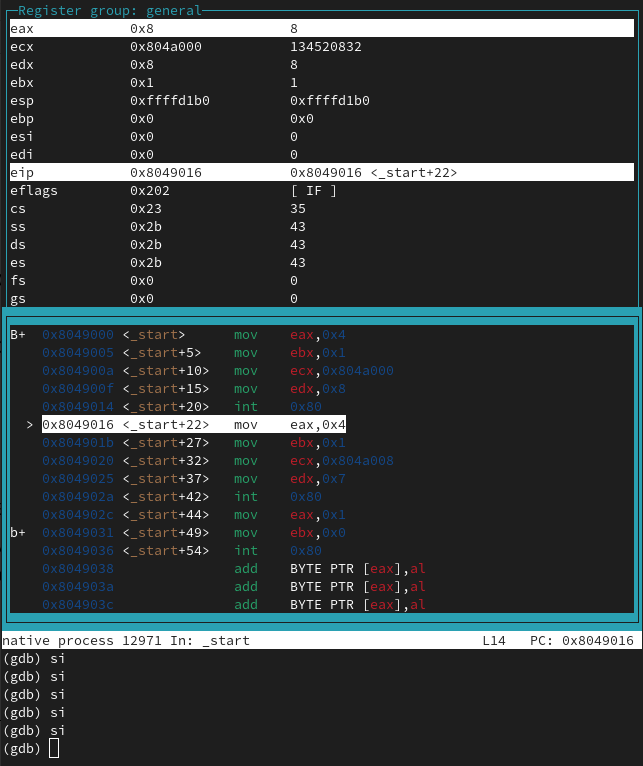 Register group: general
eax 0x8 8
ecx 0x804a000 134520832
edx 0x8 8
ebx 0x1 1
esp 0xffffd1b0 0xffffd1b0
ebp 0x0 0x0
esi 0x0 0
edi 0x0 0
eip 0x8049016 0x8049016 <_start+22>
eflags 0x202 [ IF ]
cs 0x23 35
ss 0x2b 43
ds 0x2b 43
es 0x2b 43
fs 0x0 0
gs 0x0 0
B+ 0x8049000 <_start> mov eax,0x4
0x8049005 <_start+5> mov ebx,0x1
0x804900a <_start+10> mov ecx,0x804a000
0x804900f <_start+15> mov edx,0x8
0x8049014 <_start+20> int 0x80
> 0x8049016 <_start+22> mov eax,0x4
0x804901b <_start+27> mov ebx,0x1
0x8049020 <_start+32> mov ecx,0x804a008
0x8049025 <_start+37> mov edx,0x7
0x804902a <_start+42> int 0x80
0x804902c <_start+44> mov eax,0x1
b+ 0x8049031 <_start+49> mov ebx,0x0
0x8049036 <_start+54> int 0x80
0x8049038 add BYTE PTR [eax],al
0x804903a add BYTE PTR [eax],al
0x804903c add BYTE PTR [eax],al
native process 12971 In: _start L14 PC: 0x8049016
(gdb) si
(gdb) si
(gdb) si
(gdb) si
(gdb) si
(gdb)